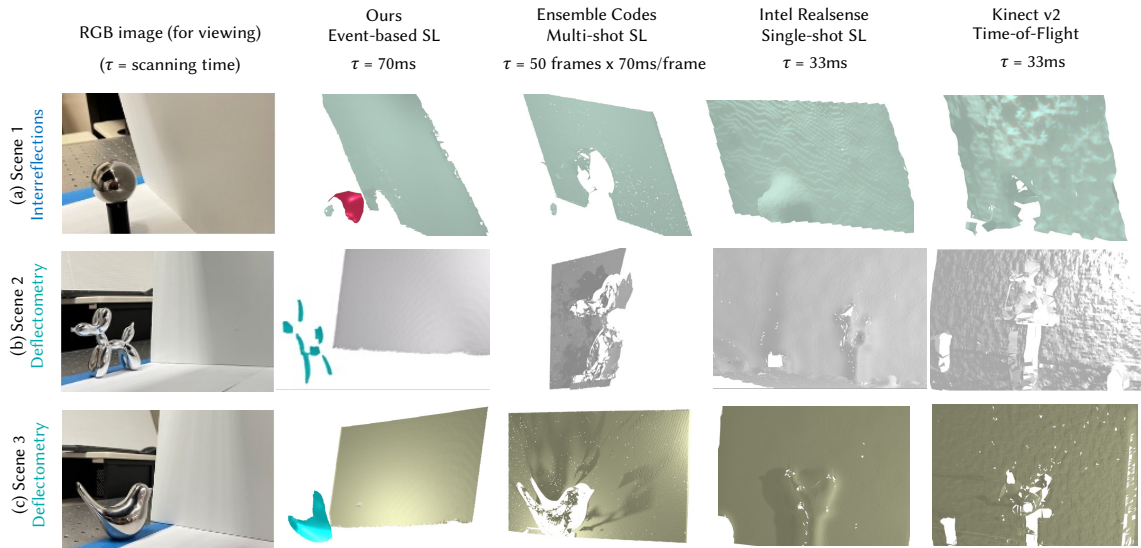 RGB image (for viewing)
(τ = scanning time)
Ours
Event-based SL
τ = 70ms
Ensemble Codes
Multi-shot SL
τ = 50 frames x 70ms/frame
Intel Realsense
Single-shot SL
τ = 33ms
Kinect v2
Time-of-Flight
τ = 33ms
(a) Scene 1
Interreflections
(b) Scene 2
Deflectometry
(c) Scene 3
Deflectometry